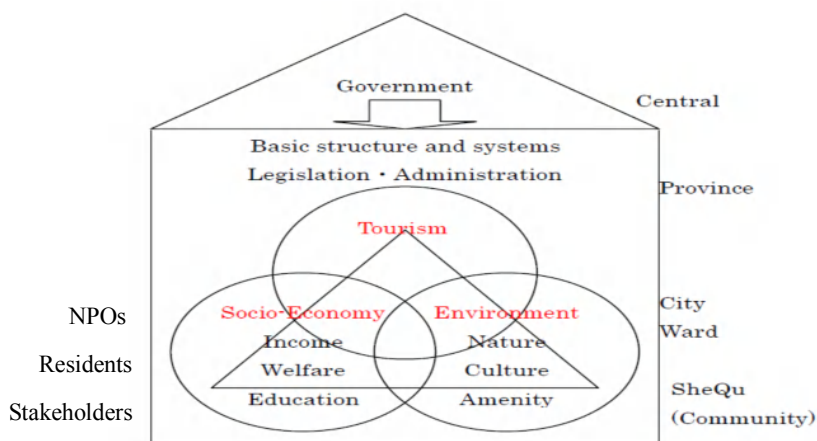 Government
Central
Basic structure and systems
Legislation・Administration
Province
Tourism
NPOs
Socio-Economy
Environment
City
Ward
Income
Nature
Residents
Welfare
Culture
Stakeholders
Education
Amenity
SheQu
(Community)